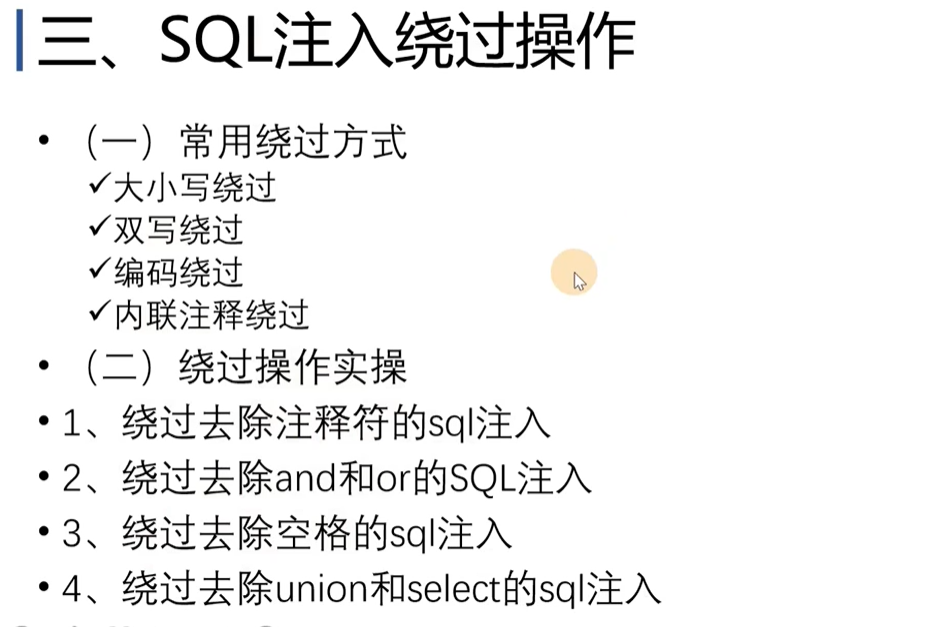 三、SQL注入绕过操作
• （一）常用绕过方式
✓大小写绕过
✓双写绕过
✓编码绕过
✓内联注释绕过
• （二）绕过操作实操
• 1、绕过去除注释符的sql注入
• 2、绕过去除and和or的SQL注入
• 3、绕过去除空格的sql注入
• 4、绕过去除union和select的sql注入